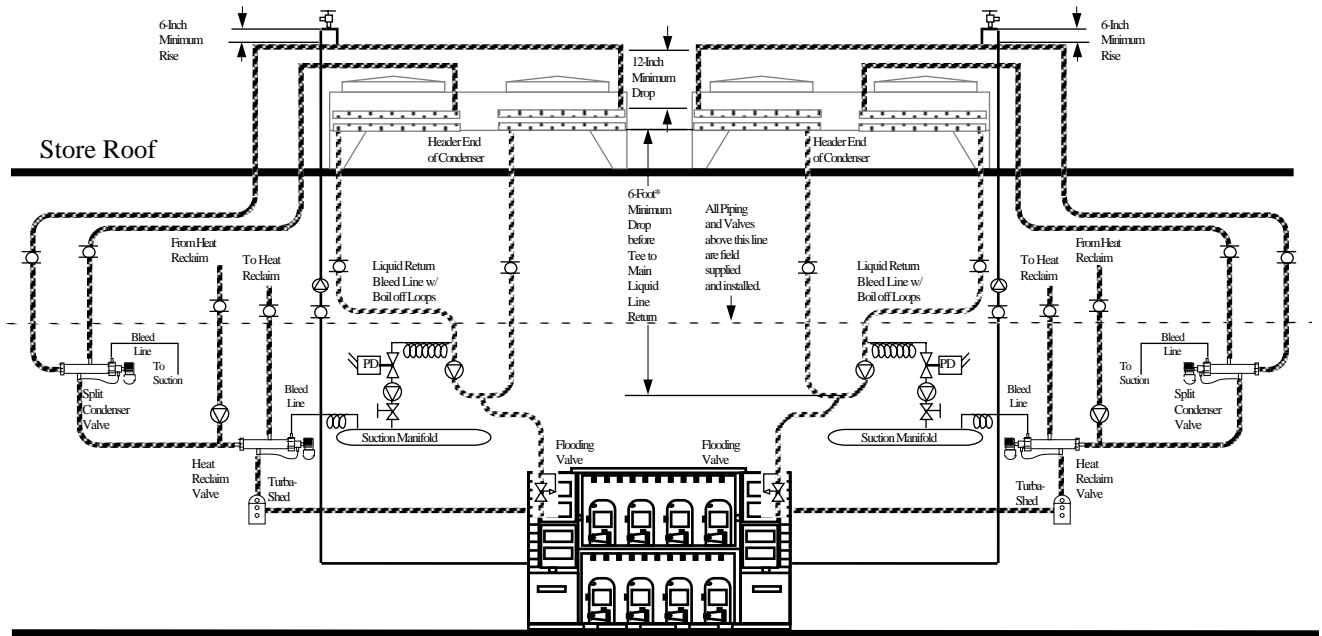 6-Inch
Minimum
Rise
12-Inch
Minimum
Drop
6-Inch
Minimum
Rise
Header End
of Condenser
Header End
of Condenser
Store Roof
6-Foot*
Minimum
Drop
before
Tee to
Main
Liquid
Line
Return
All Piping
and Valves
above this line
are field
supplied
and installed.
From Heat
Reclaim
To Heat
Reclaim
Liquid Return
Bleed Line w/
Boil off Loops
Liquid Return
Bleed Line w/
Boil off Loops
To Heat
Reclaim
From Heat
Reclaim
Bleed
Line
To
Suction
Split
Condenser
Valve
PD
Bleed
Line
Suction Manifold
Heat
Reclaim
Valve
Turba-
Shed
Flooding
Valve
Flooding
Valve
PD
Bleed
Line
Suction Manifold
Bleed
Line
To
Suction
Split
Condenser
Valve
Heat
Reclaim
Valve
Turba-
Shed